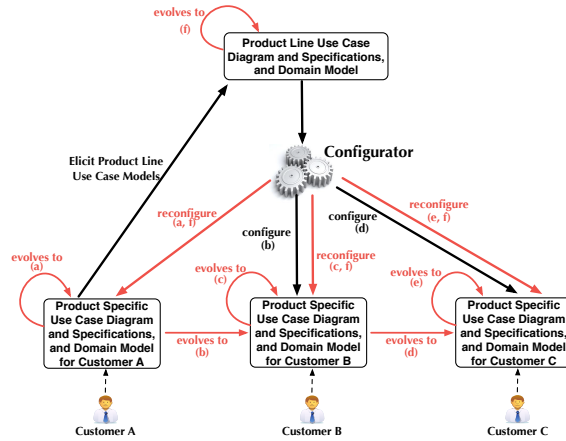 evolves to
(f)
Product Line Use Case
Diagram and Specifications,
and Domain Model
Elicit Product Line
Use Case Models
Configurator
reconfigure
(a, f)
configure
(b)
reconfigure
(c, f)
configure
(d)
reconfigure
(e, f)
evolves to
(a)
Product Specific
Use Case Diagram
and Specifications,
and Domain Model
for Customer A
evolves to
(b)
evolves to
(c)
Product Specific
Use Case Diagram
and Specifications,
and Domain Model
for Customer B
evolves to
(d)
evolves to
(e)
Product Specific
Use Case Diagram
and Specifications,
and Domain Model
for Customer C
Customer A
Customer B
Customer C